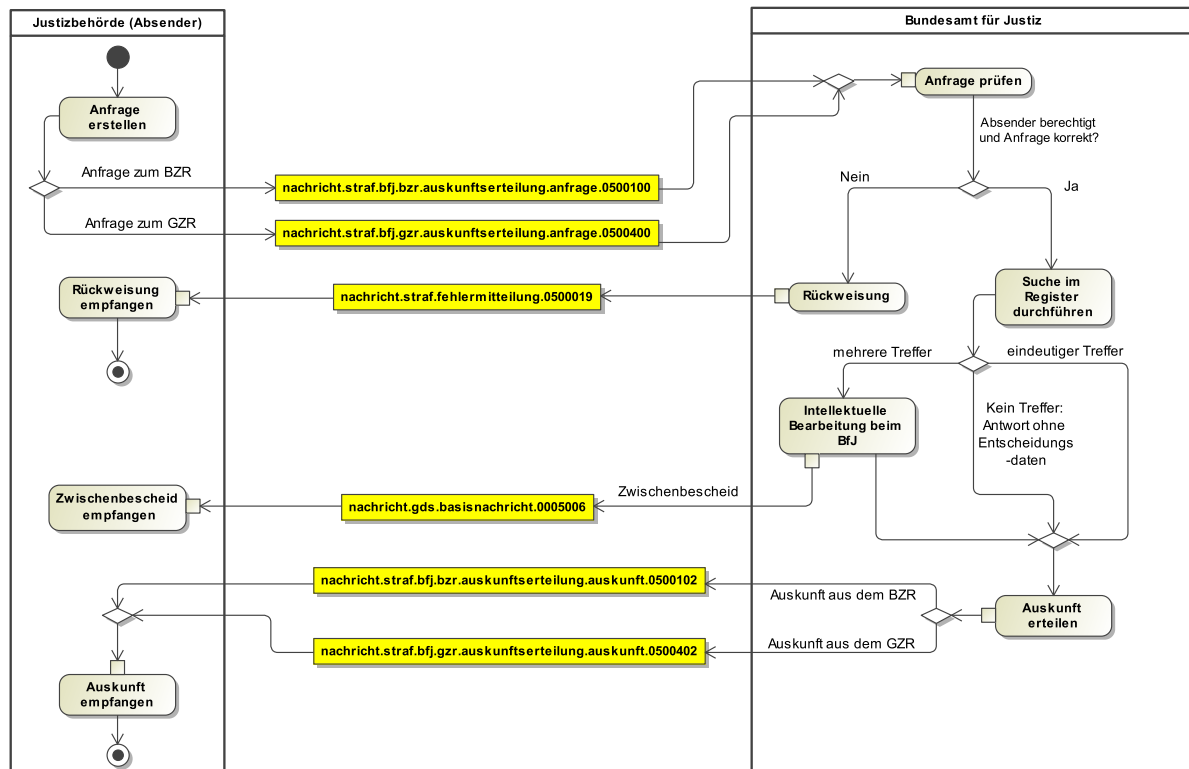 Justizbehörde (Absender)
Bundesamt für Justiz
Anfrage
erstellen
Anfrage zum BZR
nachricht.straf.bfj.bzr.auskunftserteilung.anfrage.0500100
Anfrage zum GZR
nachricht.straf.bfj.gzr.auskunftserteilung.anfrage.0500400
Anfrage prüfen
Absender berechtigt
und Anfrage korrekt?
Nein
Ja
Rückweisung
empfangen
nachricht.straf.fehlermitteilung.0500019
Rückweisung
Suche im
Register
durchführen
mehrere Treffer
eindeutiger Treffer
Intellektuelle
Bearbeitung beim
BfJ
Kein Treffer:
Antwort ohne
Entscheidungs
-daten
Zwischenbescheid
Zwischenbescheid
empfangen
nachricht.gds.basisnachricht.0005006
nachricht.straf.bfj.bzr.auskunftserteilung.auskunft.0500102
Auskunft aus dem BZR
Auskunft
erteilen
nachricht.straf.bfj.gzr.auskunftserteilung.auskunft.0500402
Auskunft aus dem GZR
Auskunft
empfangen